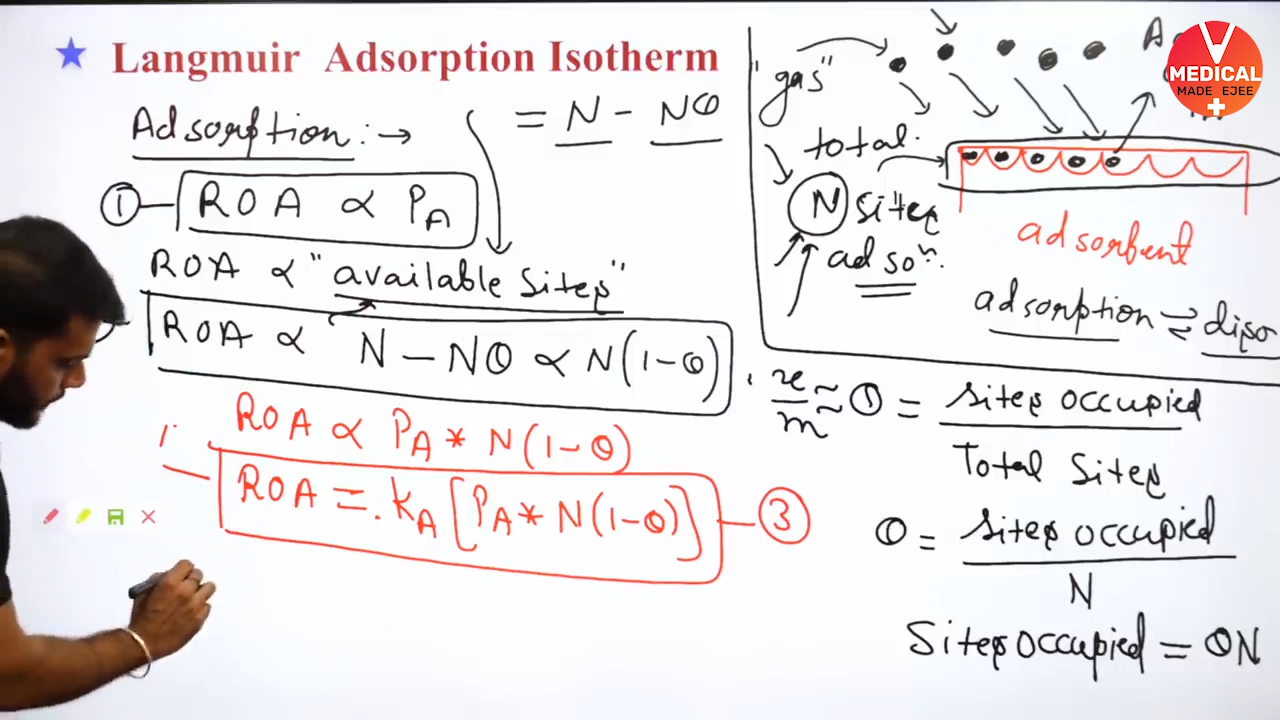 ★ Langmuir Adsorption Isotherm
Adsorption :→ = N - Nθ
① ROA ∝ PA
ROA ∝ "available sites"
ROA ∝ N - Nθ ∝ N(1-θ)
ROA ∝ PA * N(1-θ)
ROA = KA [PA * N(1-θ)] - ③
"gas"
total
N sites
adsoⁿ.
adsorbent
adsorption ⇌
x/m ≈ θ = sites occupied
Total Sites
θ = sites occupied
N
Sites occupied = θN
V
MEDICAL
MADE EJEE